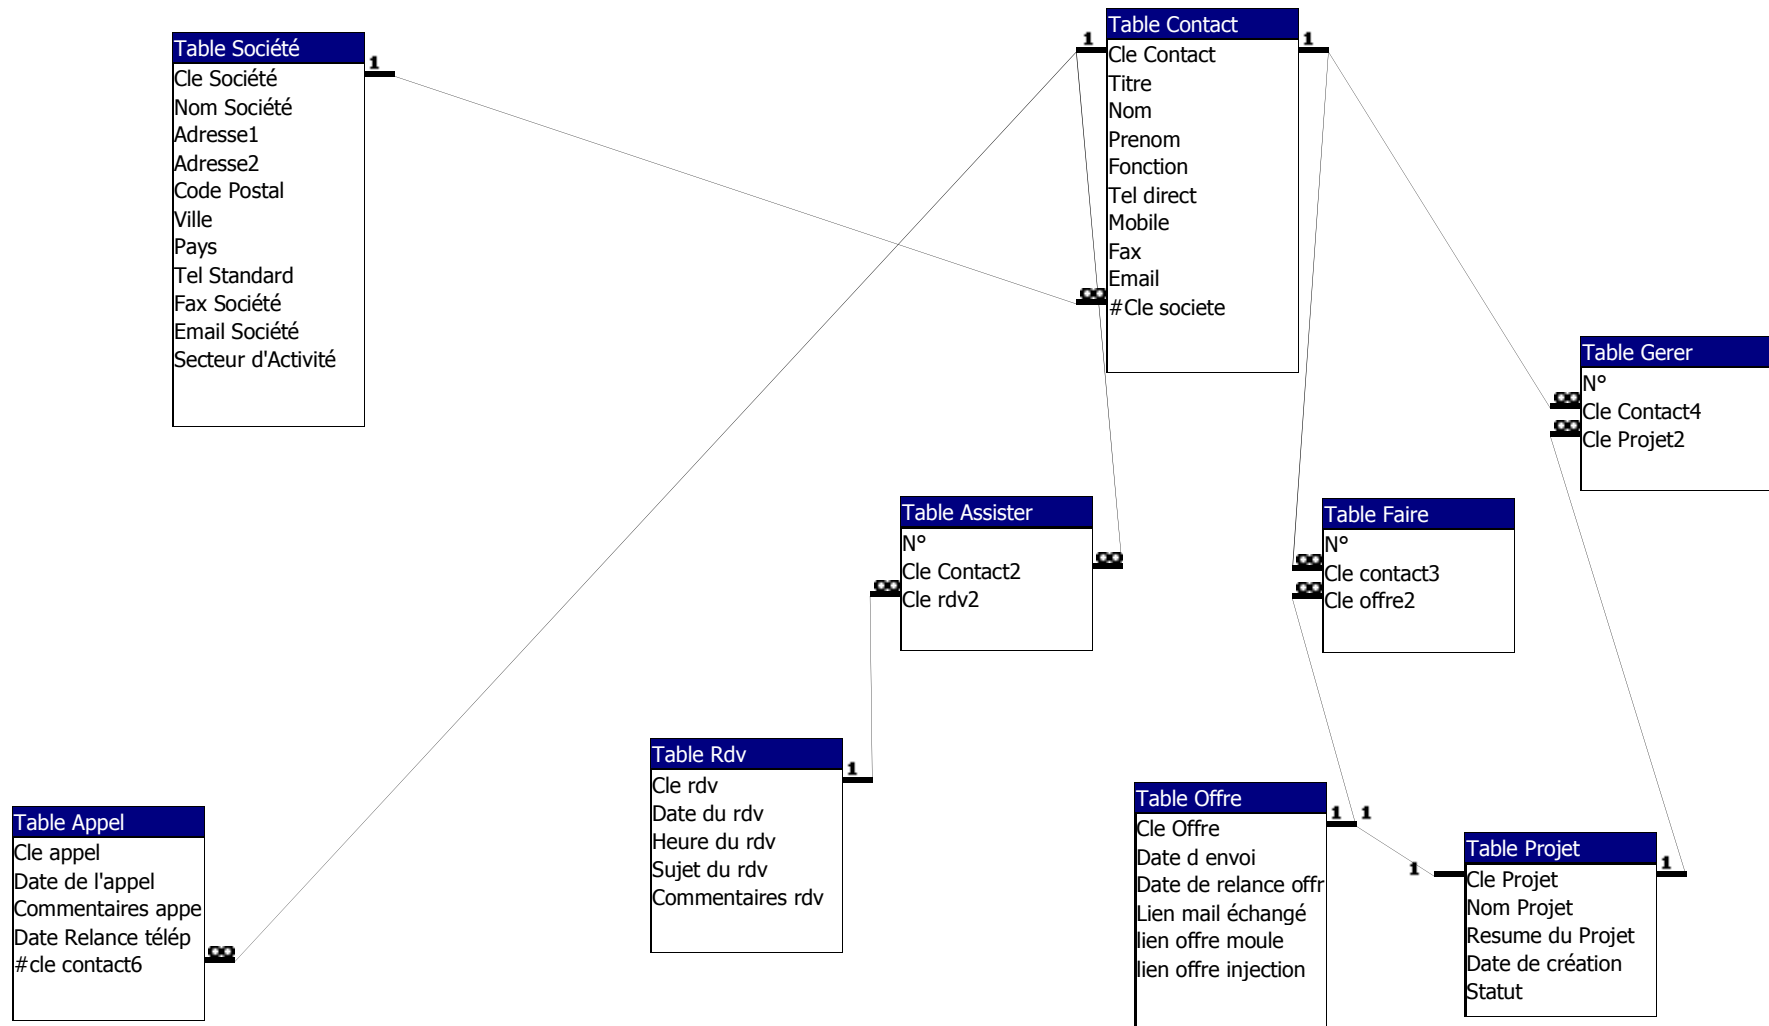 Table Société
Cle Société
Nom Société
Adresse1
Adresse2
Code Postal
Ville
Pays
Tel Standard
Fax Société
Email Société
Secteur d'Activité
1
1
Table Contact
Cle Contact
Titre
Nom
Prenom
Fonction
Tel direct
Mobile
Fax
Email
#Cle societe
1
∞
Table Gerer
N°
Cle Contact4
Cle Projet2
∞
∞
Table Assister
N°
Cle Contact2
Cle rdv2
∞
∞
Table Faire
N°
Cle contact3
Cle offre2
∞
∞
Table Rdv
Cle rdv
Date du rdv
Heure du rdv
Sujet du rdv
Commentaires rdv
1
Table Appel
Cle appel
Date de l'appel
Commentaires appe
Date Relance télép
#cle contact6
∞
Table Offre
Cle Offre
Date d envoi
Date de relance offr
Lien mail échangé
lien offre moule
lien offre injection
1 1
1
Table Projet
Cle Projet
Nom Projet
Resume du Projet
Date de création
Statut
1